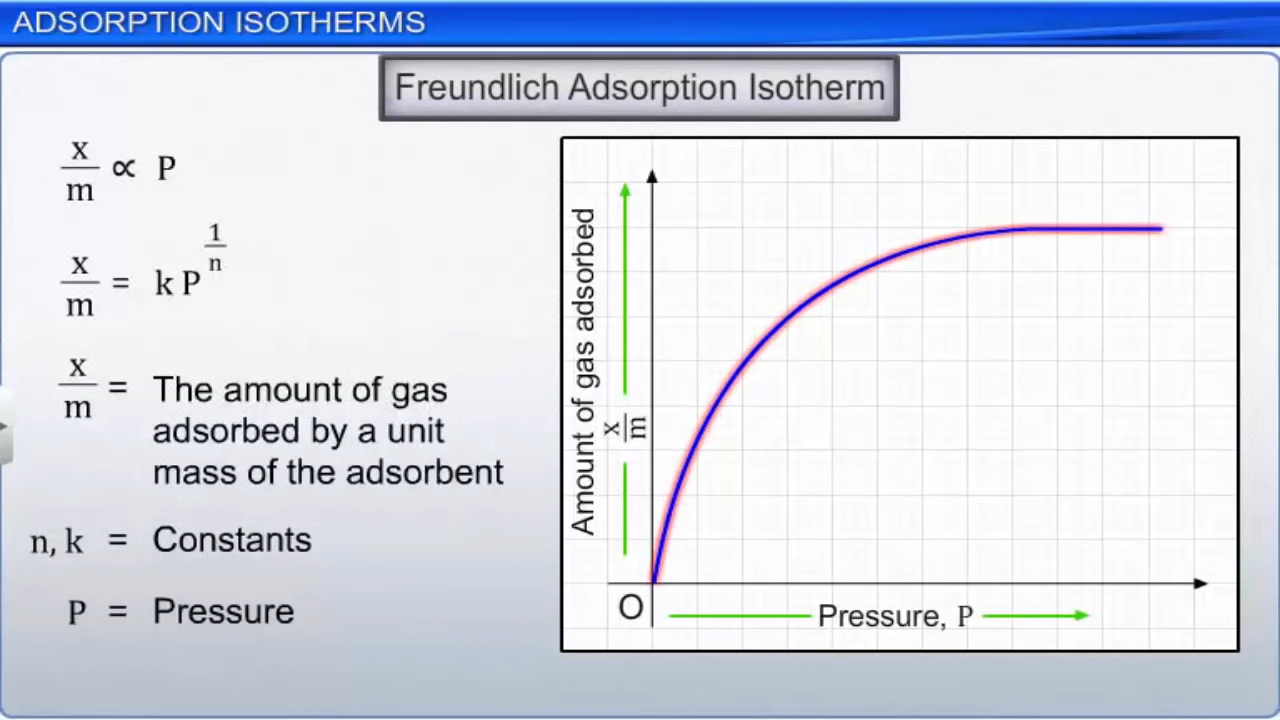 ADSORPTION ISOTHERMS
Freundlich Adsorption Isotherm
x/m ∝ P
x/m = k P^(1/n)
x/m = The amount of gas
adsorbed by a unit
mass of the adsorbent
n, k = Constants
P = Pressure
Amount of gas adsorbed
x/m
O
Pressure, P